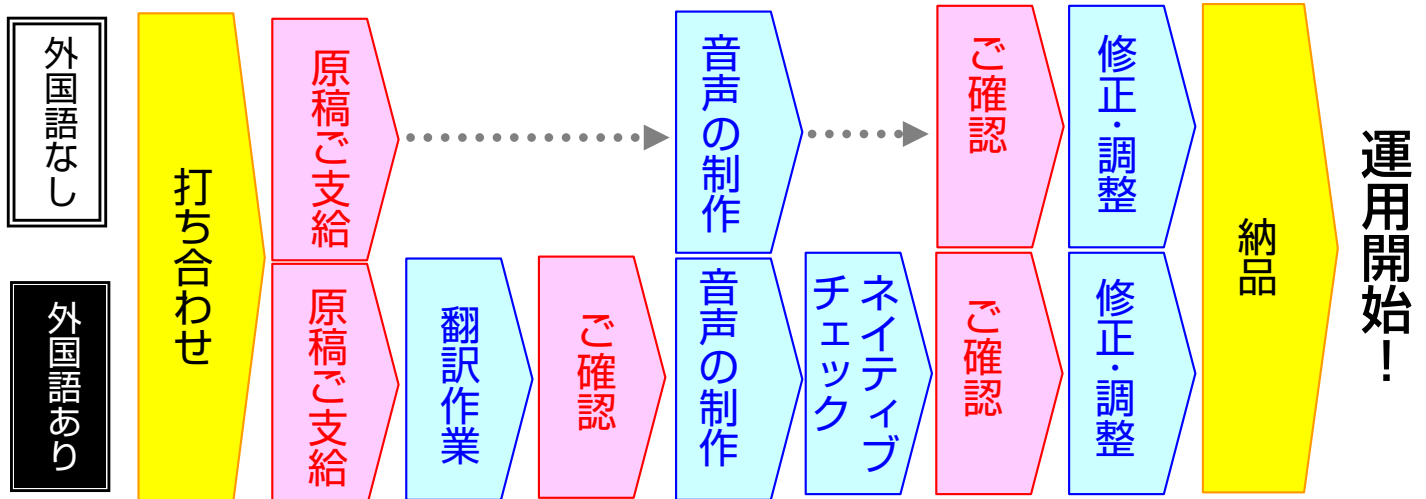 外国語なし
打ち合わせ
原稿ご支給
音声の制作
ご確認
修正・調整
納品
運用開始！
外国語あり
原稿ご支給
翻訳作業
ご確認
音声の制作
ネイティブ
チェック
ご確認
修正・調整